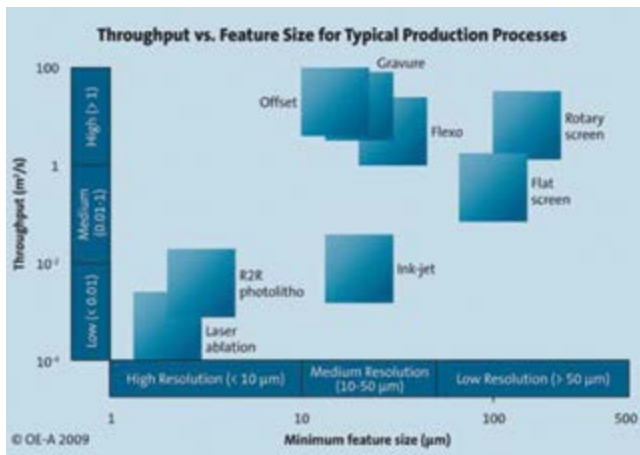 Throughput vs. Feature Size for Typical Production Processes
Throughput (m²/s)
100
1
10⁻²
10⁻⁴
High (> 1)
Medium
(0.01-1)
Low (< 0.01)
Offset
Gravure
Flexo
Rotary
screen
Flat
screen
R2R
photolitho
Ink-jet
Laser
ablation
High Resolution (< 10 µm)
Medium Resolution
(10-50 µm)
Low Resolution (> 50 µm)
1
10
100
500
© OE-A 2009
Minimum feature size (µm)